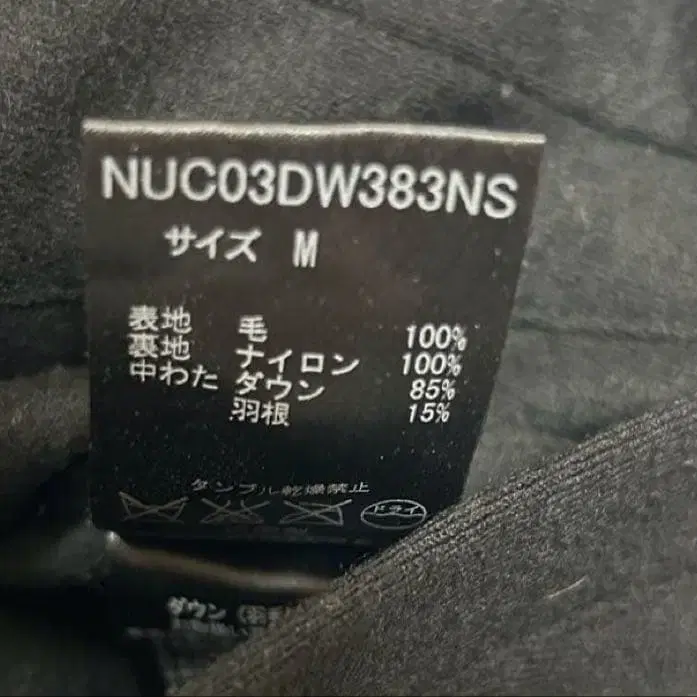 NUC03DW383NS
サイズ M
表地 毛 100%
裏地 ナイロン 100%
中わた ダウン 85%
羽根 15%
タンブル乾燥禁止
ドライ
ダウン